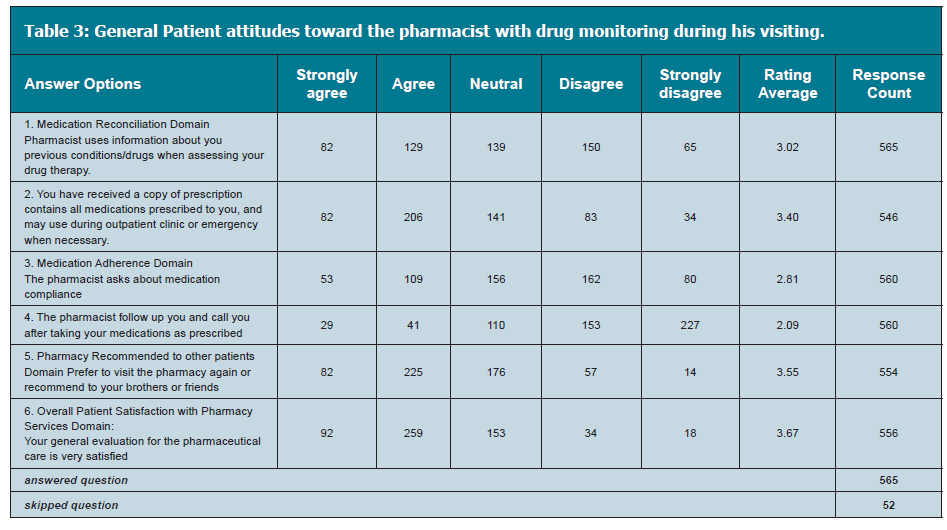 Table 3: General Patient attitudes toward the pharmacist with drug monitoring during his visiting.
Answer Options Strongly agree Agree Neutral Disagree Strongly disagree Rating Average Response Count
1. Medication Reconciliation Domain
Pharmacist uses information about you
previous conditions/drugs when assessing your
drug therapy.
82 129 139 150 65 3.02 565
2. You have received a copy of prescription
contains all medications prescribed to you, and
may use during outpatient clinic or emergency
when necessary.
82 206 141 83 34 3.40 546
3. Medication Adherence Domain
The pharmacist asks about medication
compliance
53 109 156 162 80 2.81 560
4. The pharmacist follow up you and call you
after taking your medications as prescribed
29 41 110 153 227 2.09 560
5. Pharmacy Recommended to other patients
Domain Prefer to visit the pharmacy again or
recommend to your brothers or friends
82 225 176 57 14 3.55 554
6. Overall Patient Satisfaction with Pharmacy
Services Domain:
Your general evaluation for the pharmaceutical
care is very satisfied
92 259 153 34 18 3.67 556
answered question 565
skipped question 52